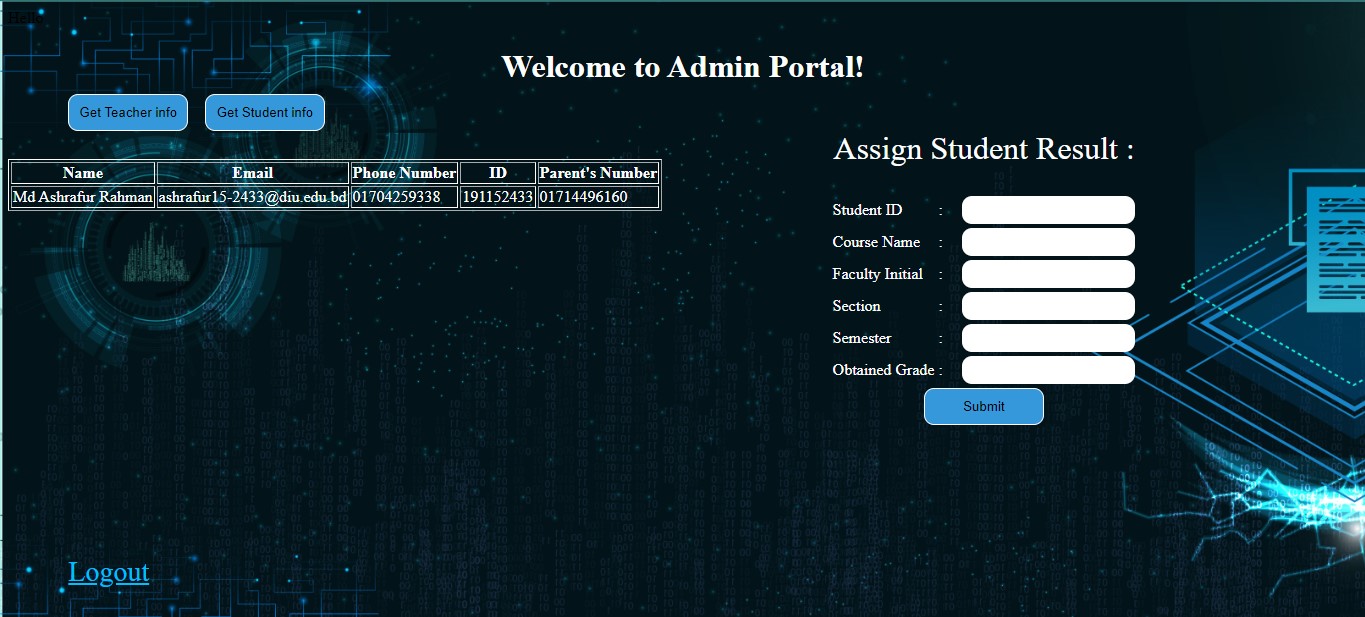 Hello
Welcome to Admin Portal!
Get Teacher info Get Student info
Assign Student Result :
Name Email Phone Number ID Parent's Number
Md Ashrafur Rahman ashrafur15-2433@diu.edu.bd 01704259338 191152433 01714496160
Student ID :
Course Name :
Faculty Initial :
Section :
Semester :
Obtained Grade :
Submit
Logout